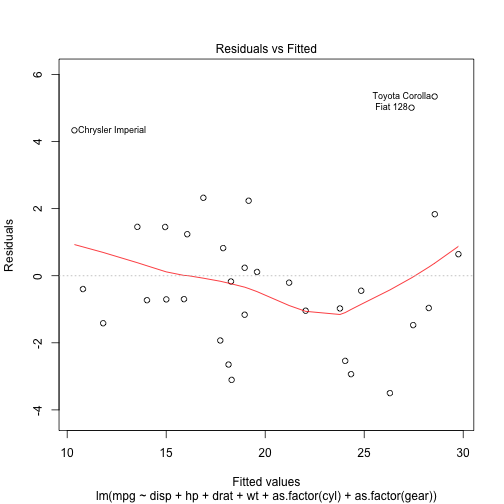 Residuals vs Fitted
6
4
2
0
-2
-4
Residuals
Toyota Corolla
Fiat 128
Chrysler Imperial
10 15 20 25 30
Fitted values
lm(mpg ~ disp + hp + drat + wt + as.factor(cyl) + as.factor(gear))